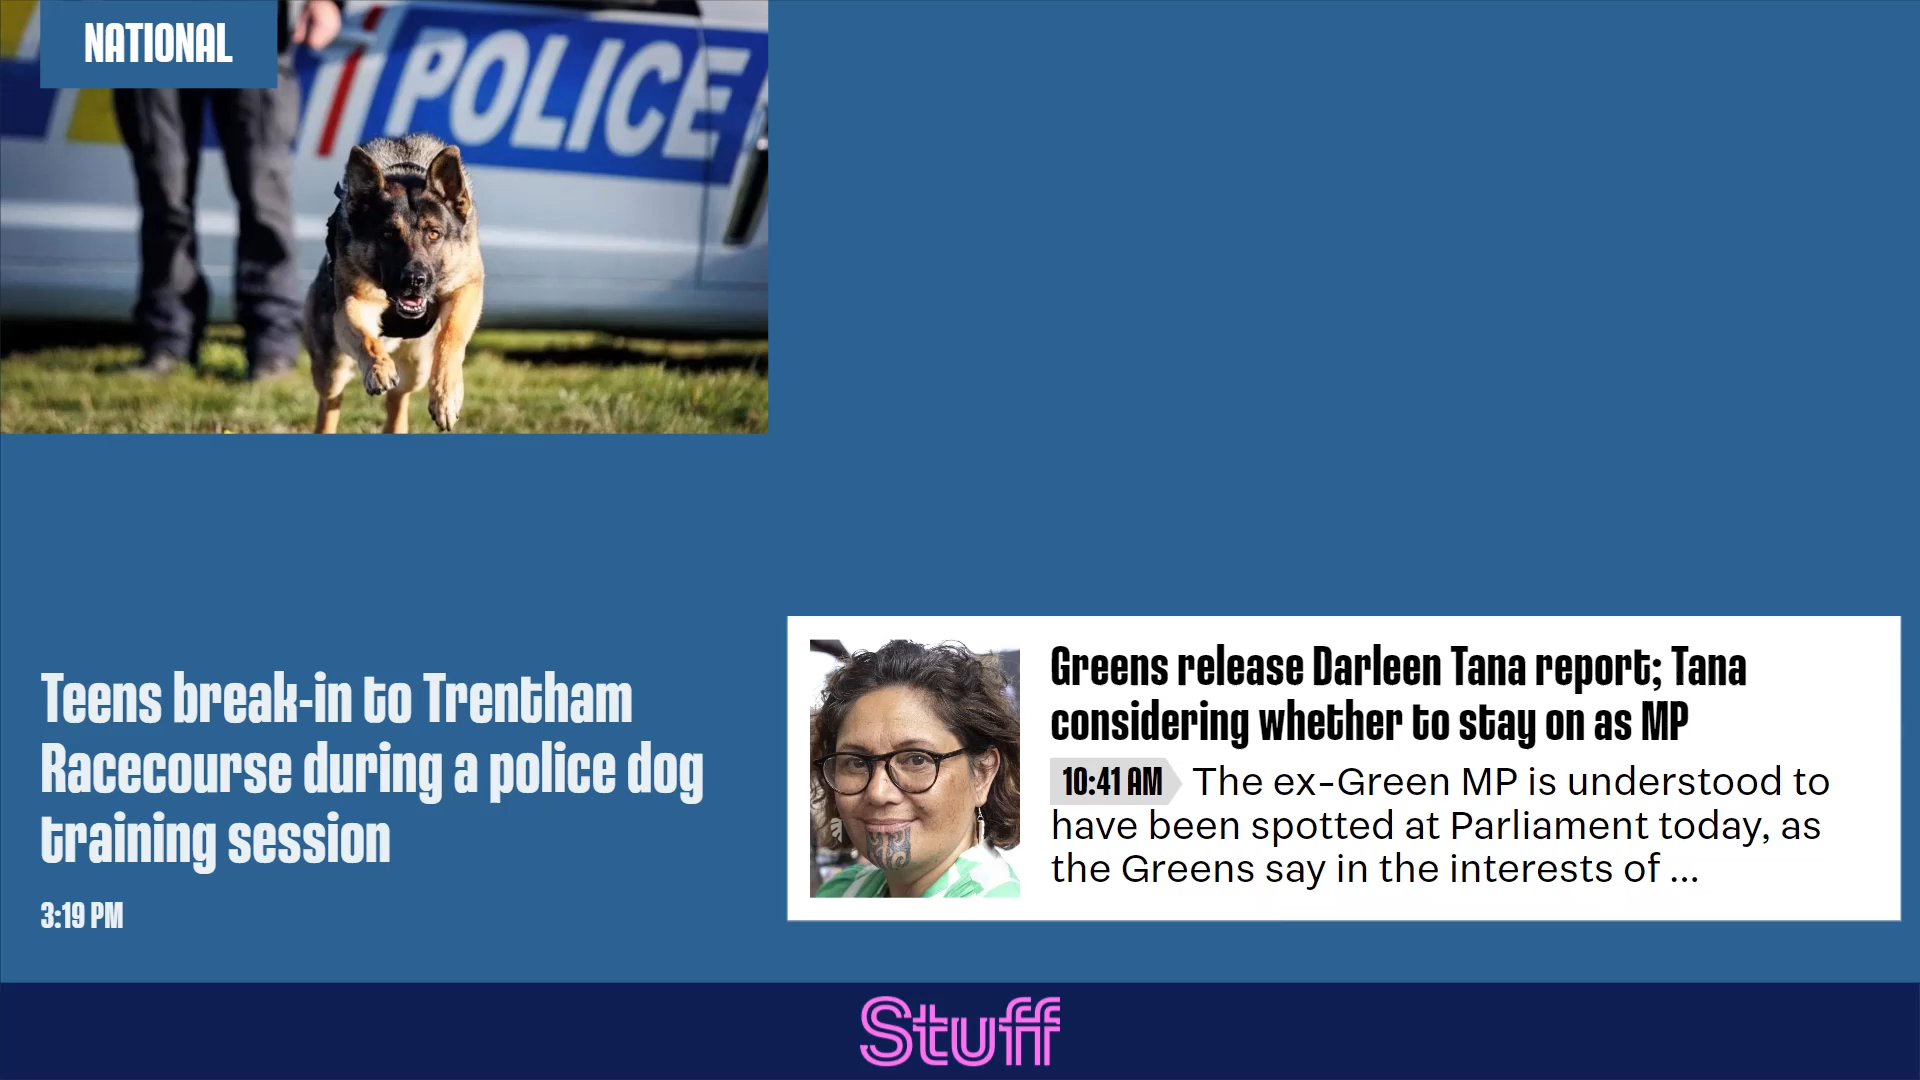 NATIONAL
POLICE
Teens break-in to Trentham
Racecourse during a police dog
training session
3:19 PM
Greens release Darleen Tana report; Tana
considering whether to stay on as MP
10:41 AM The ex-Green MP is understood to
have been spotted at Parliament today, as
the Greens say in the interests of ...
Stuff